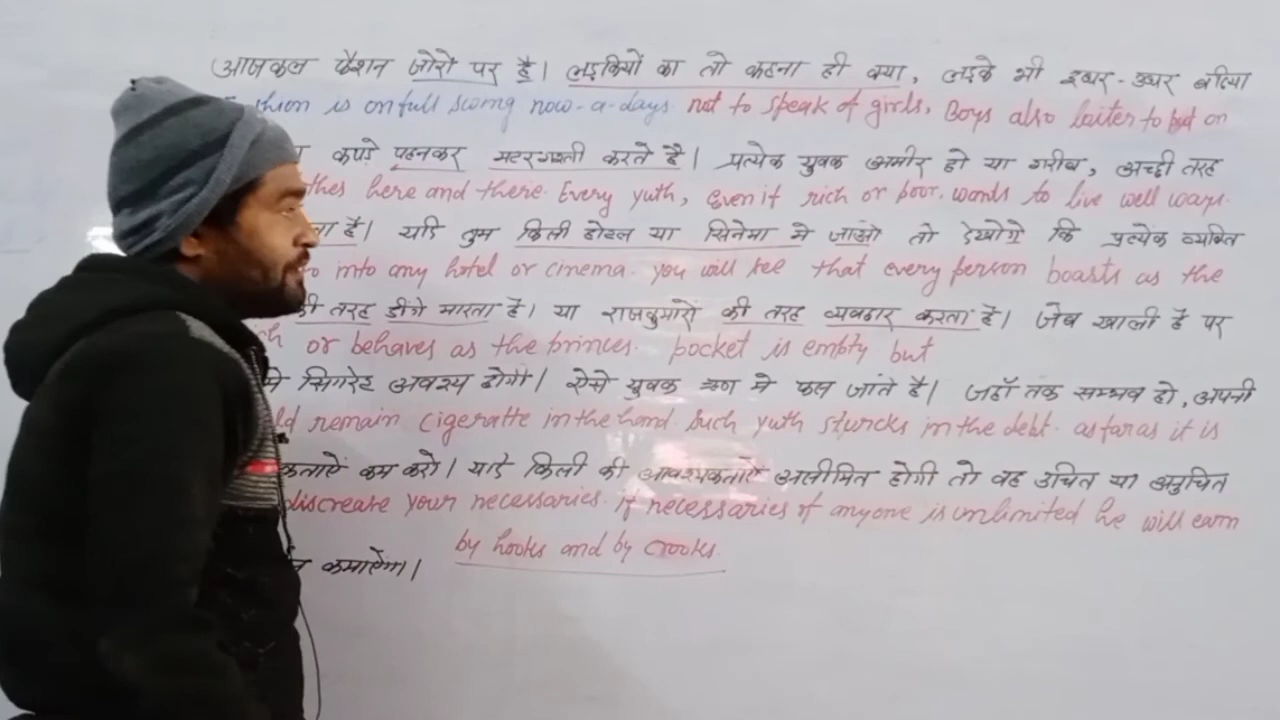 आजकल फैशन जोरो पर है। लड़कियों का तो कहना ही क्या, लड़के भी इधर-उधर बढिया
shion is on full swong now-a-days not to speak of girls, Boys also loiter to put on
कपडे पहनकर मटरगश्ती करते है। प्रत्येक युवक अमीर हो या गरीब, अच्छी तरह
thes here and there. Every yuth, even if rich or poor. wants to live well ways.
ता है। यदि तुम किसी होटल या सिनेमा मे जाओ तो देखोगे कि प्रत्येक व्यक्ति
o into any hotel or cinema. you will see that every person boasts as the
की तरह डींगे मारता है। या राजकुमारो की तरह व्यवहार करता है। जेब खाली है पर
h or behaves as the princes. pocket is empty but
मे सिगरेट अवश्य होगी। ऐसे युवक ऋण मे फस जाते है। जहाँ तक सम्भव हो, अपनी
ld remain cigeratte in the hand. Such yuth sturcks in the debt. as far as it is
कताऐं कम करो। यदि किसी की आवश्यकताऐं असीमित होगी तो वह उचित या अनुचित
discrease your necessaries. if necessaries of anyone is unlimited he will earn
by hooks and by crooks.
कमाऐगा।